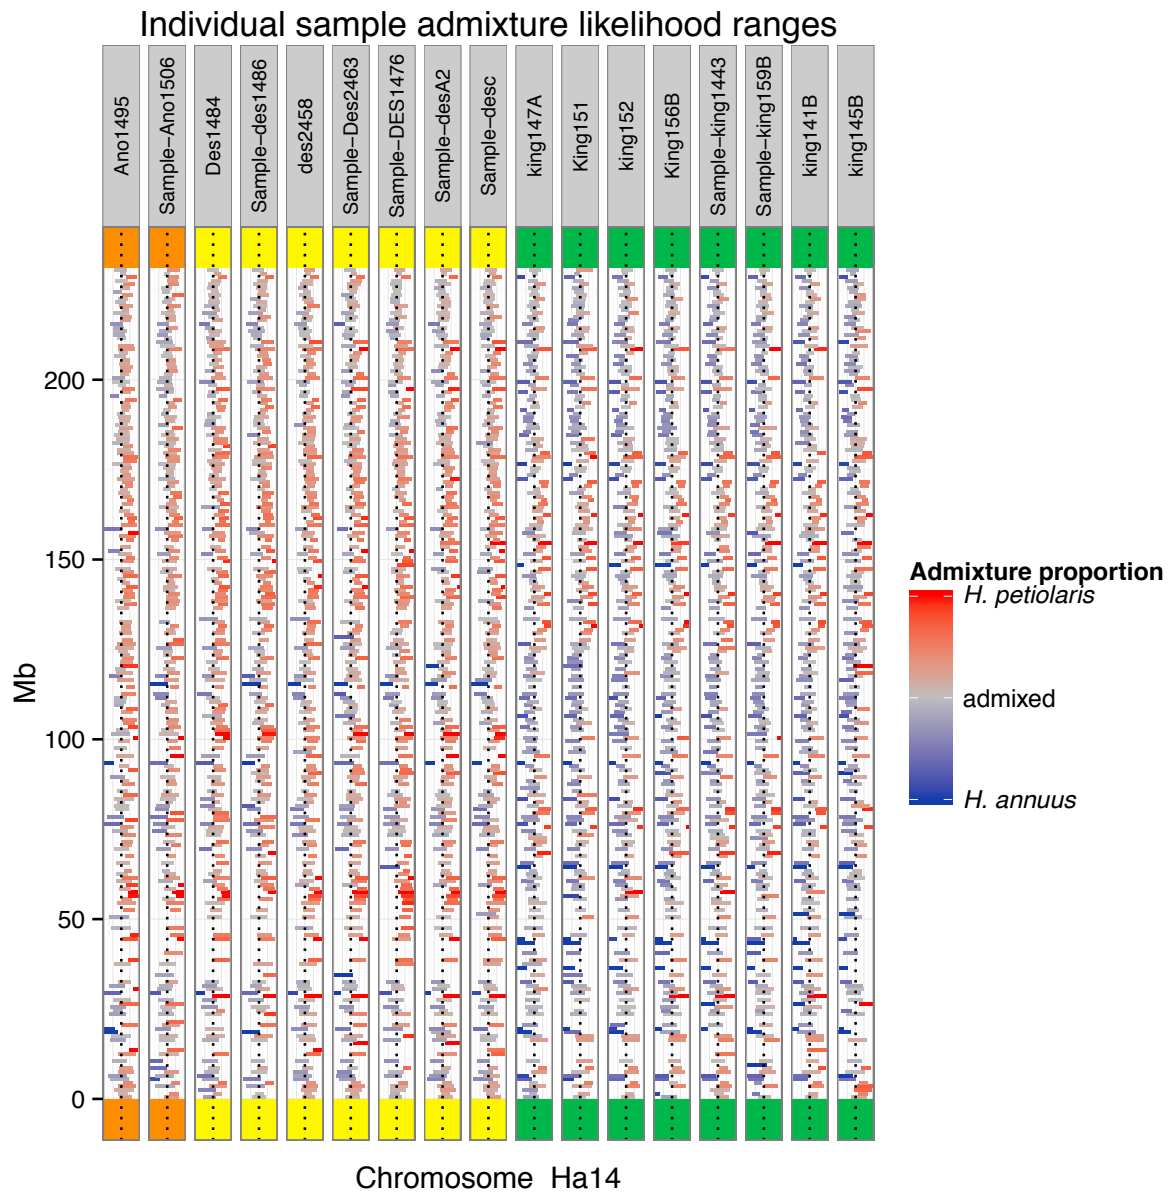 Individual sample admixture likelihood ranges
Ano1495
Sample-Ano1506
Des1484
Sample-des1486
des2458
Sample-Des2463
Sample-DES1476
Sample-desA2
Sample-desc
king147A
King151
king152
King156B
Sample-king1443
Sample-king159B
king141B
king145B
200
150
100
50
0
Mb
Chromosome Ha14
Admixture proportion
H. petiolaris
admixed
H. annuus